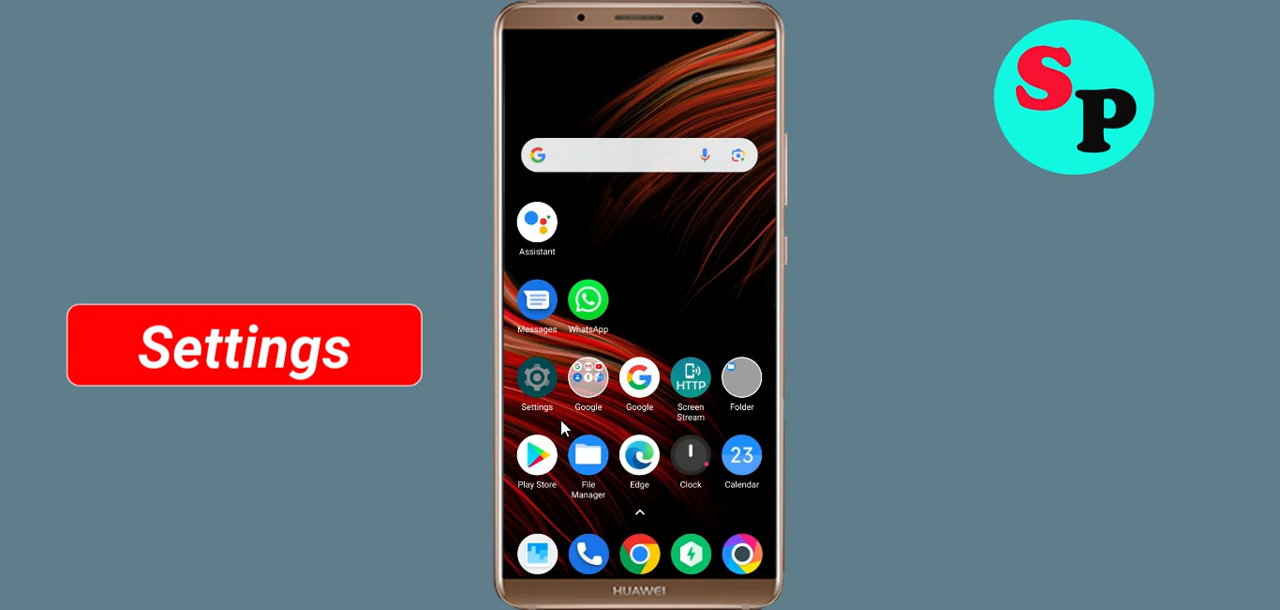 SP
Assistant
Messages WhatsApp
Settings
HTTP
Settings Google Google Screen Stream Folder
23
Play Store File Manager Edge Clock Calendar
HUAWEI